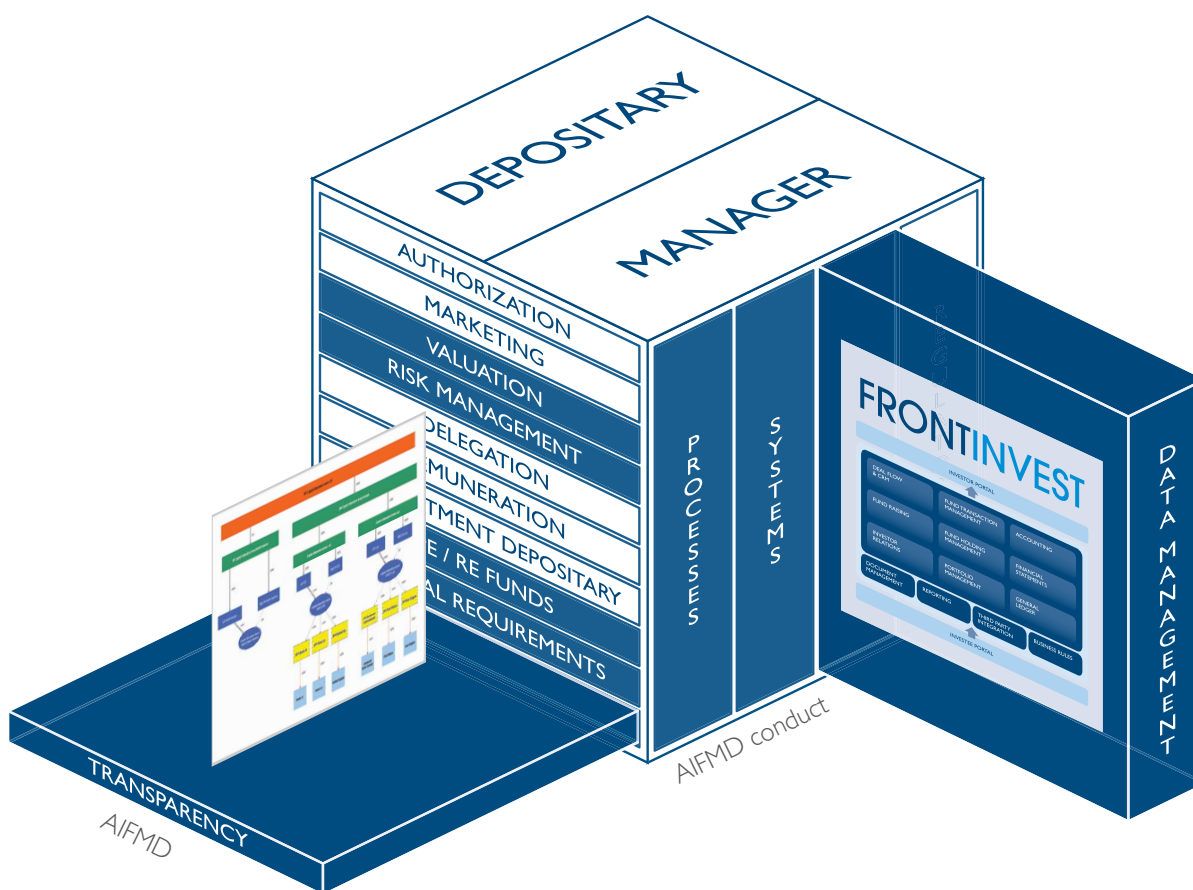 DEPOSITARY
MANAGER
AUTHORIZATION
MARKETING
VALUATION
RISK MANAGEMENT
DELEGATION
MUNERATION
TMENT DEPOSITARY
E / RE FUNDS
AL REQUIREMENTS
TRANSPARENCY
AIFMD
PROCESSES
SYSTEMS
AIFMD conduct
FRONTINVEST
INVESTOR PORTAL
DEAL FLOW
& CRM
FUND RAISING
FUND TRANSACTION
MANAGEMENT
ACCOUNTING
INVESTOR
RELATIONS
FUND HOLDING
MANAGEMENT
FINANCIAL
STATEMENTS
DOCUMENT
MANAGEMENT
PORTFOLIO
MANAGEMENT
GENERAL
LEDGER
REPORTING
THIRD PARTY
INTEGRATION
BUSINESS RULES
INVESTEE PORTAL
DATA MANAGEMENT